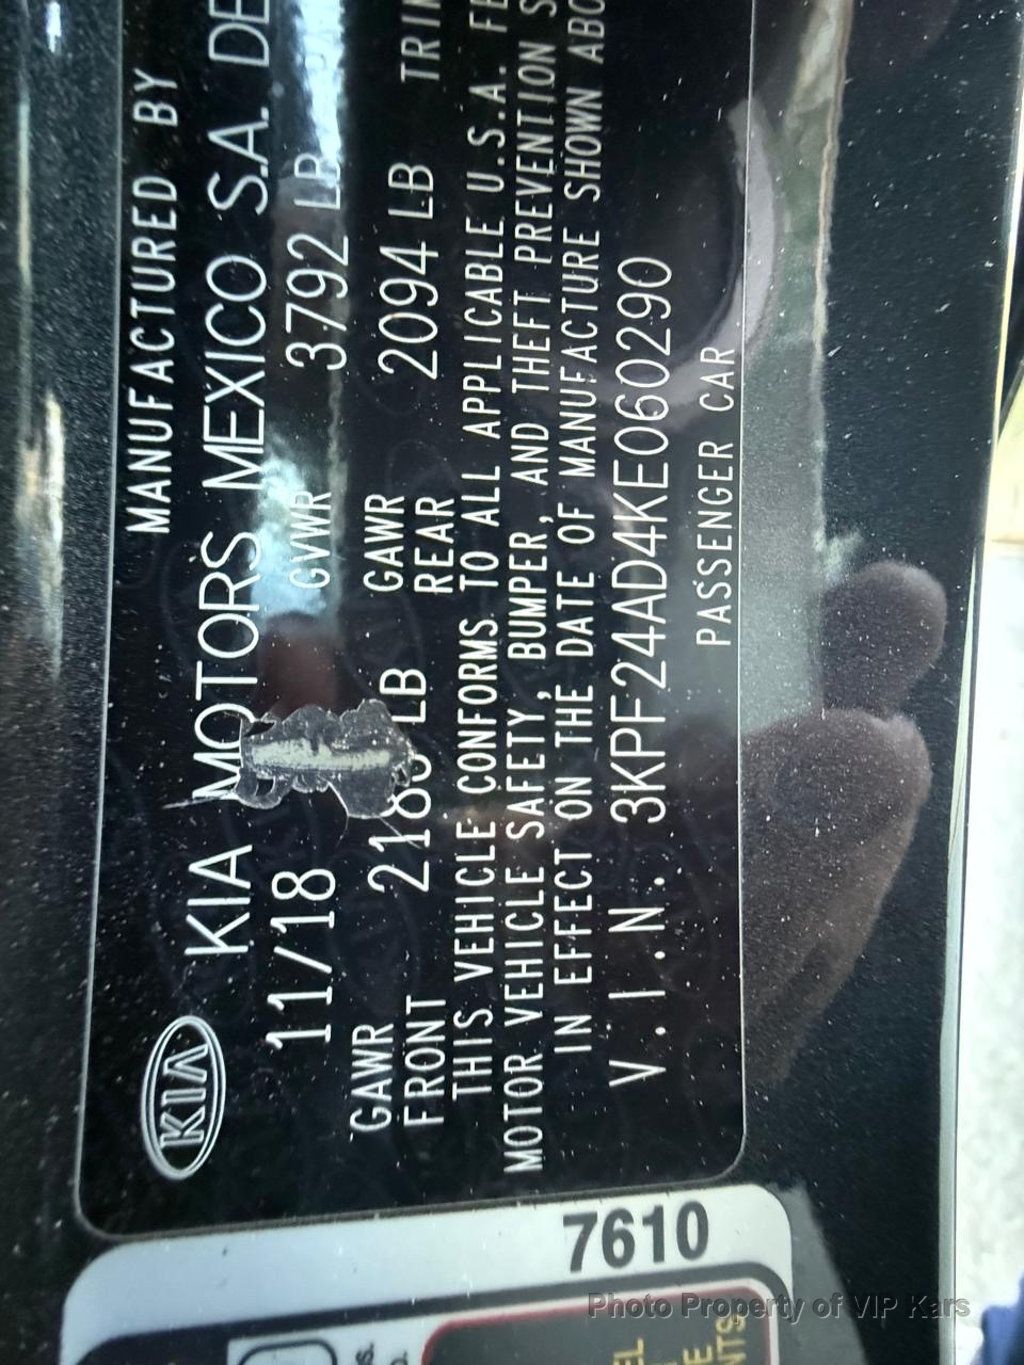 KIA
MANUFACTURED BY
KIA MOTORS MEXICO S.A. DE
11/18 GVWR 3792 LB
GAWR FRONT LB GAWR REAR 2094 LB
THIS VEHICLE CONFORMS TO ALL APPLICABLE U.S.A.
MOTOR VEHICLE SAFETY, BUMPER, AND THEFT PREVENTION
IN EFFECT ON THE DATE OF MANUFACTURE SHOWN
V.I.N. 3KPF24AD4KE060290
PASSENGER CAR
7610
Photo Property of VIP Kars